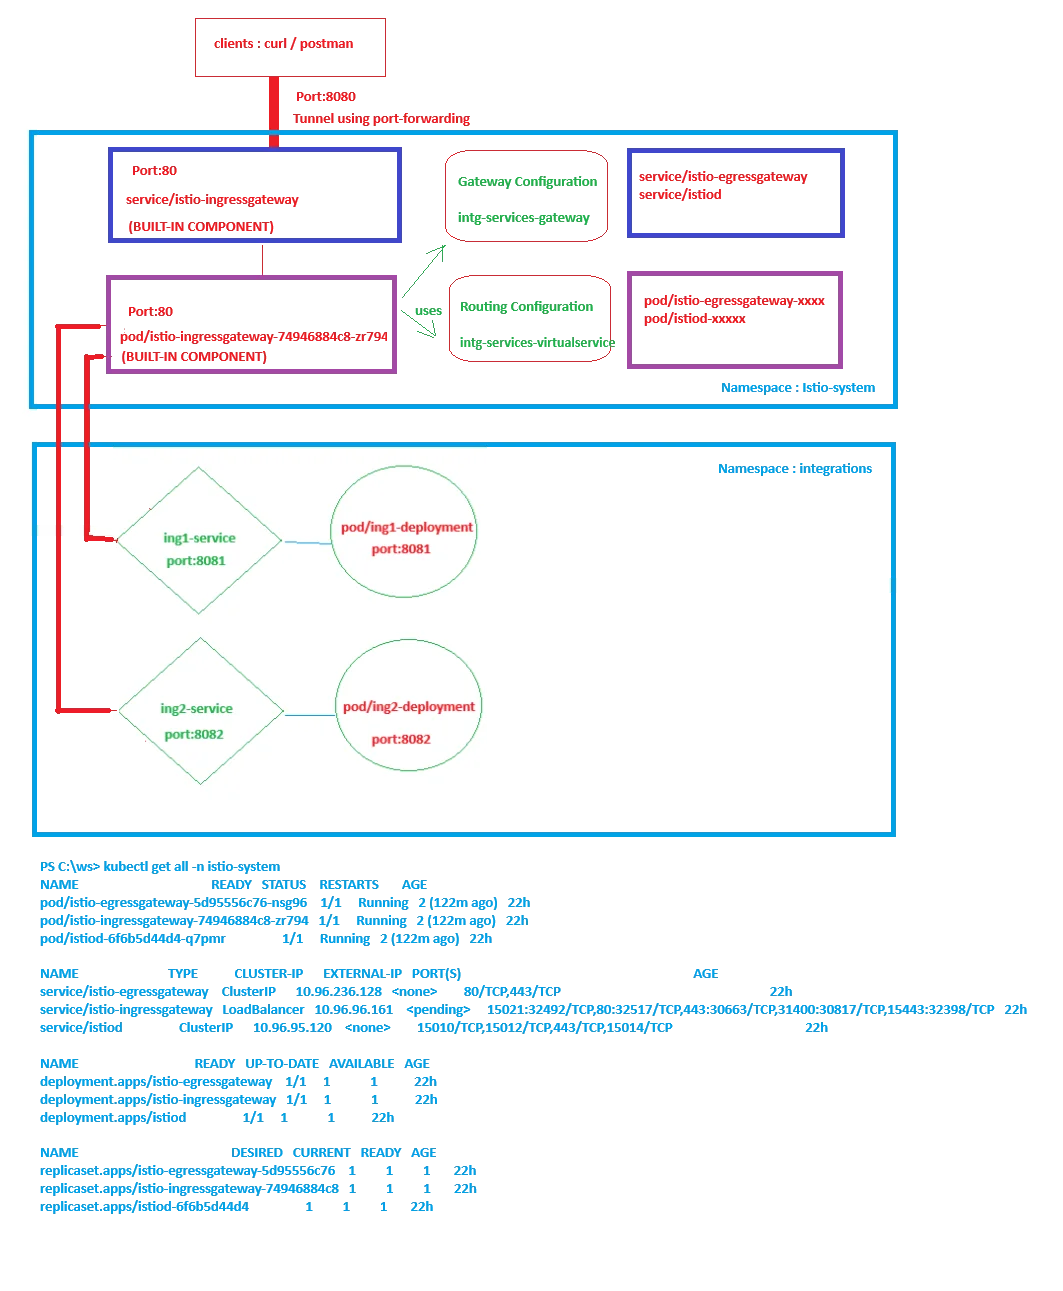 clients : curl / postman
Port:8080
Tunnel using port-forwarding
Port:80
service/istio-ingressgateway
(BUILT-IN COMPONENT)
Gateway Configuration
intg-services-gateway
service/istio-egressgateway
service/istiod
Port:80
pod/istio-ingressgateway-74946884c8-zr794
(BUILT-IN COMPONENT)
uses
Routing Configuration
intg-services-virtualservice
pod/istio-egressgateway-xxxx
pod/istiod-xxxxx
Namespace : Istio-system
Namespace : integrations
ing1-service
port:8081
pod/ing1-deployment
port:8081
ing2-service
port:8082
pod/ing2-deployment
port:8082
PS C:\ws> kubectl get all -n istio-system
NAME READY STATUS RESTARTS AGE
pod/istio-egressgateway-5d95556c76-nsg96 1/1 Running 2 (122m ago) 22h
pod/istio-ingressgateway-74946884c8-zr794 1/1 Running 2 (122m ago) 22h
pod/istiod-6f6b5d44d4-q7pmr 1/1 Running 2 (122m ago) 22h
NAME TYPE CLUSTER-IP EXTERNAL-IP PORT(S) AGE
service/istio-egressgateway ClusterIP 10.96.236.128 <none> 80/TCP,443/TCP 22h
service/istio-ingressgateway LoadBalancer 10.96.96.161 <pending> 15021:32492/TCP,80:32517/TCP,443:30663/TCP,31400:30817/TCP,15443:32398/TCP 22h
service/istiod ClusterIP 10.96.95.120 <none> 15010/TCP,15012/TCP,443/TCP,15014/TCP 22h
NAME READY UP-TO-DATE AVAILABLE AGE
deployment.apps/istio-egressgateway 1/1 1 1 22h
deployment.apps/istio-ingressgateway 1/1 1 1 22h
deployment.apps/istiod 1/1 1 1 22h
NAME DESIRED CURRENT READY AGE
replicaset.apps/istio-egressgateway-5d95556c76 1 1 1 22h
replicaset.apps/istio-ingressgateway-74946884c8 1 1 1 22h
replicaset.apps/istiod-6f6b5d44d4 1 1 1 22h